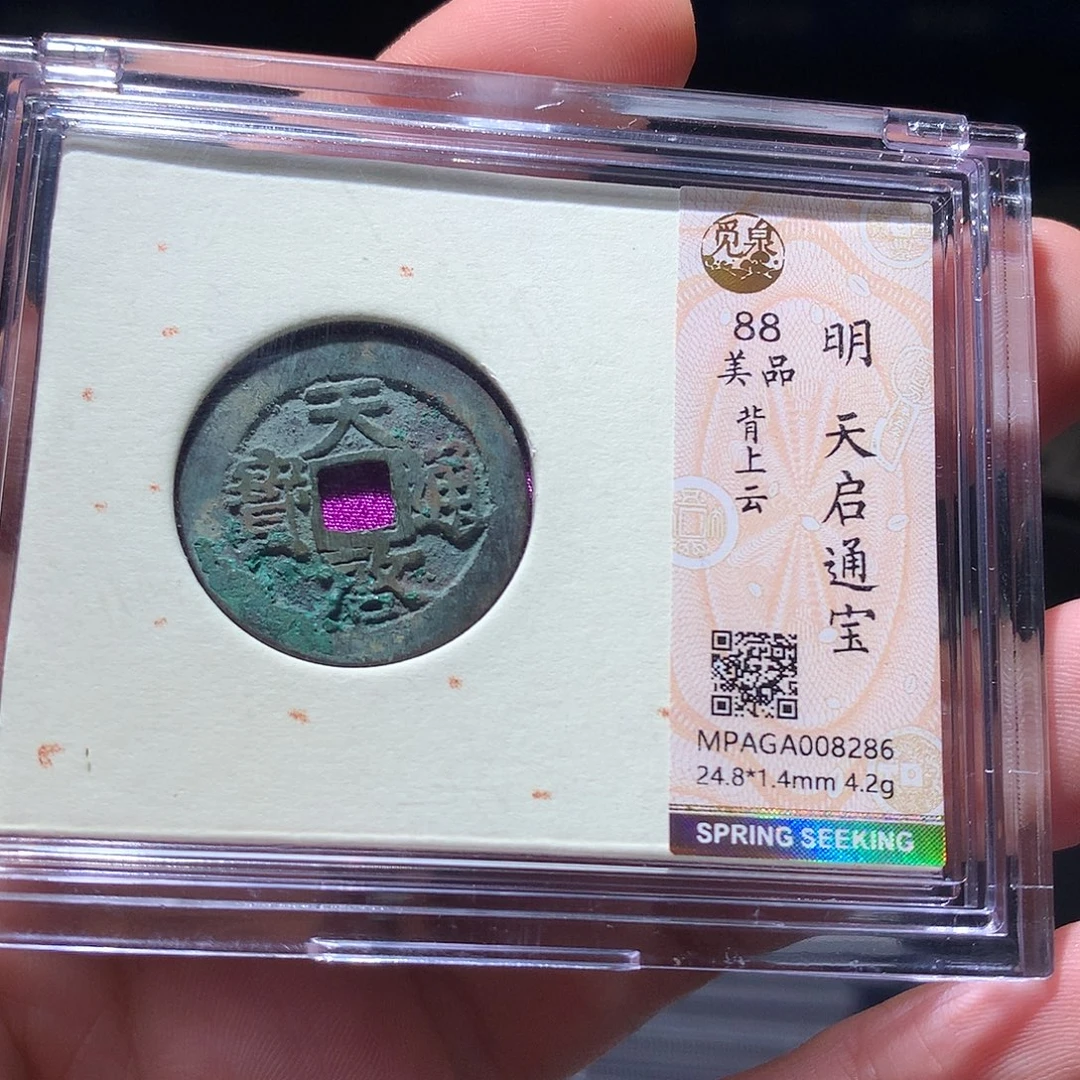 天啟通寶
觅泉
明 天启通宝
88
美品
背上云
MPAGA008286
24.8*1.4mm 4.2g
SPRING SEEKING